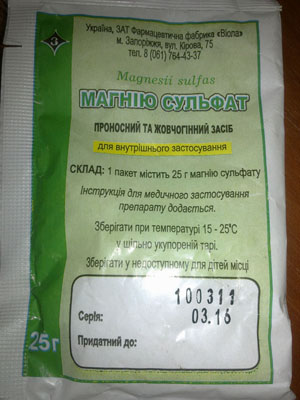 Україна, ЗАТ Фармацевтична фабрика «Віола»
м. Запоріжжя, вул. Кірова, 75
тел. 8 (061) 764-43-37
3
Magnesii sulfas
МАГНІЮ СУЛЬФАТ
ПРОНОСНИЙ ТА ЖОВЧОГІННИЙ ЗАСІБ
для внутрішнього застосування
СКЛАД: 1 пакет містить 25 г магнію сульфату
Інструкція для медичного застосування
препарату додається.
Зберігати при температурі 15 - 25°С
у щільно укупореній тарі.
Зберігати у недоступному для дітей місці
100311
Серія: 03.16
Придатний до:
25г